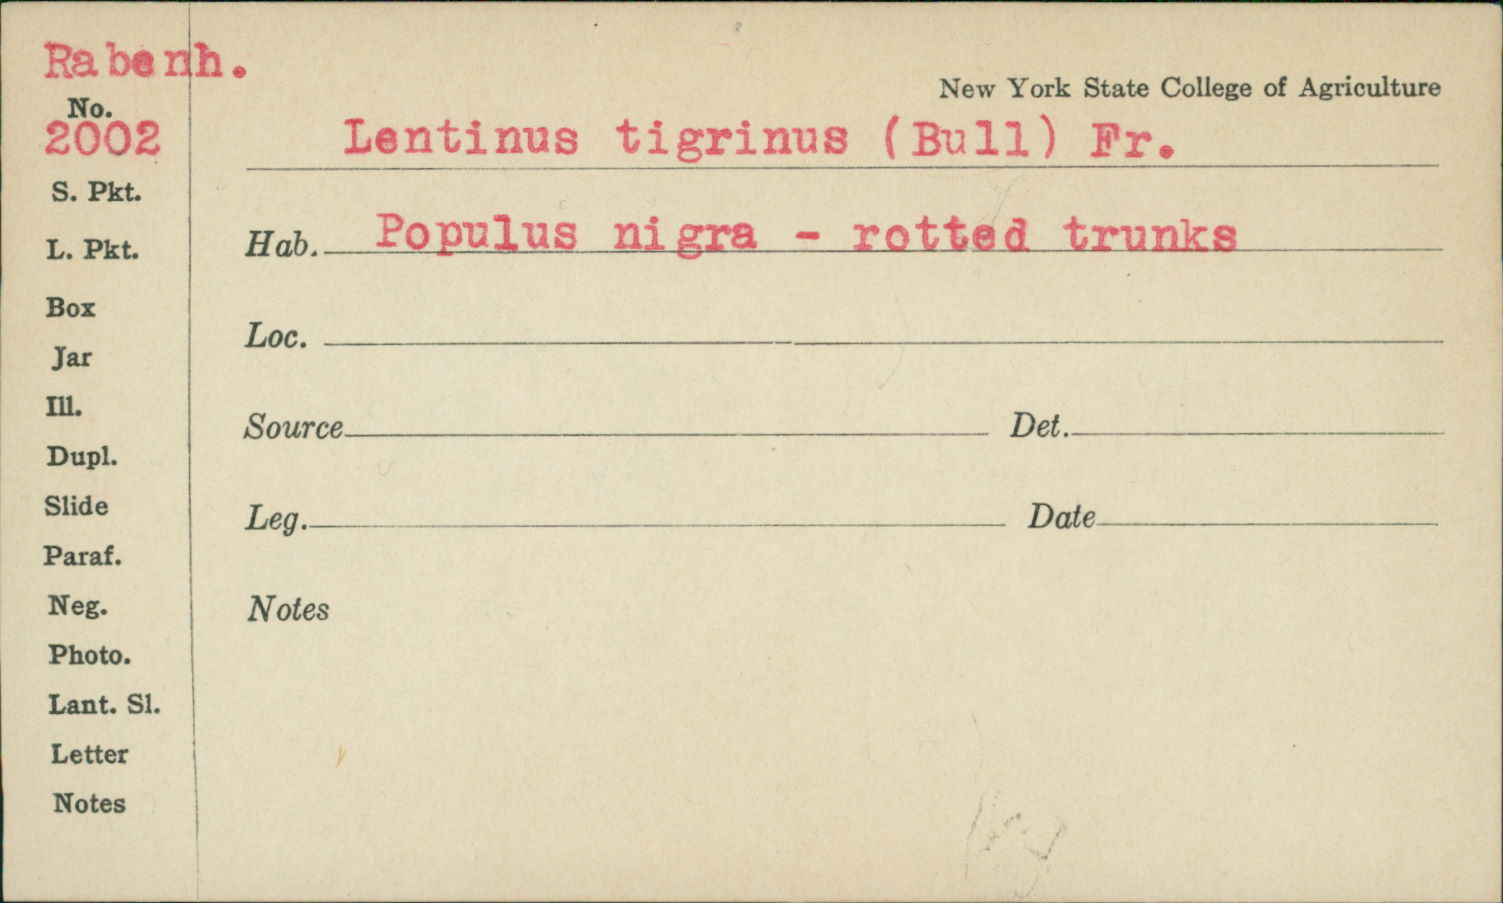 Rabenh.
New York State College of Agriculture
No.
2002
Lentinus tigrinus (Bull) Fr.
S. Pkt.
Hab. Populus nigra - rotted trunks
L. Pkt.
Box
Loc.
Jar
Ill.
Source Det.
Dupl.
Slide
Leg. Date
Paraf.
Neg.
Notes
Photo.
Lant. Sl.
Letter
Notes